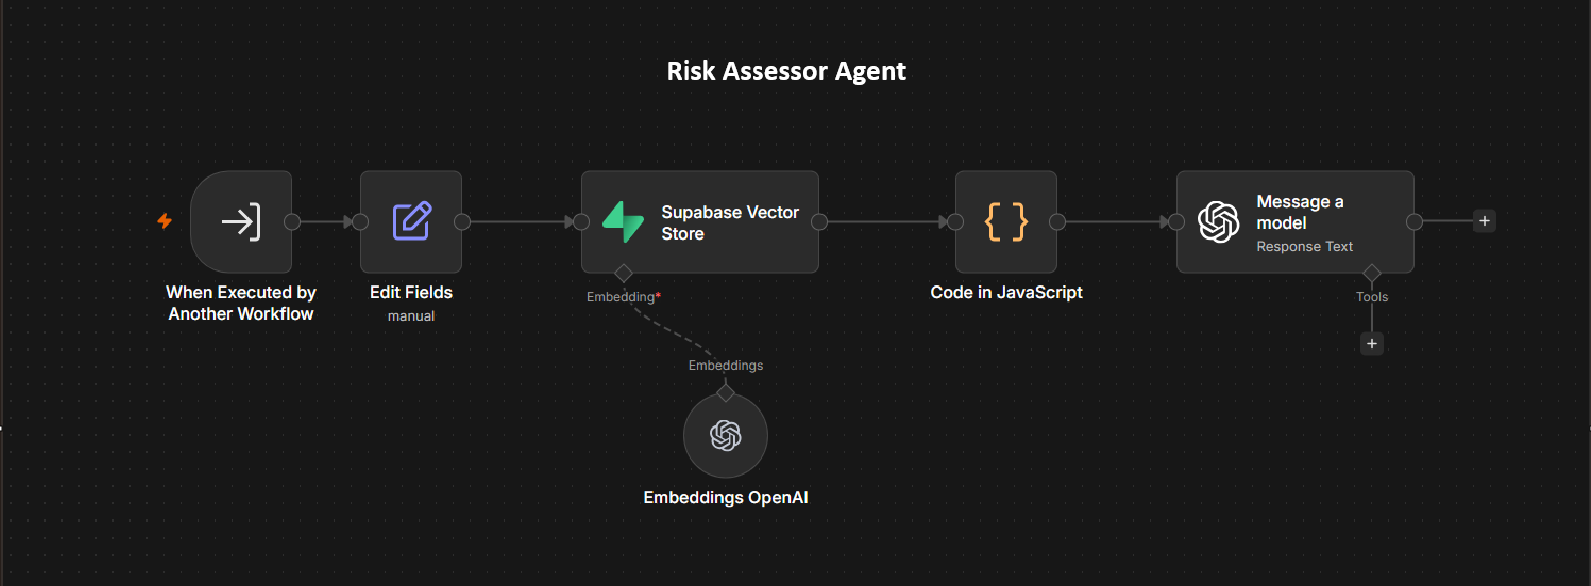 Risk Assessor Agent
When Executed by
Another Workflow
Edit Fields
manual
Supabase Vector
Store
Embedding*
Embeddings
Embeddings OpenAI
Code in JavaScript
Message a
model
Response Text
Tools